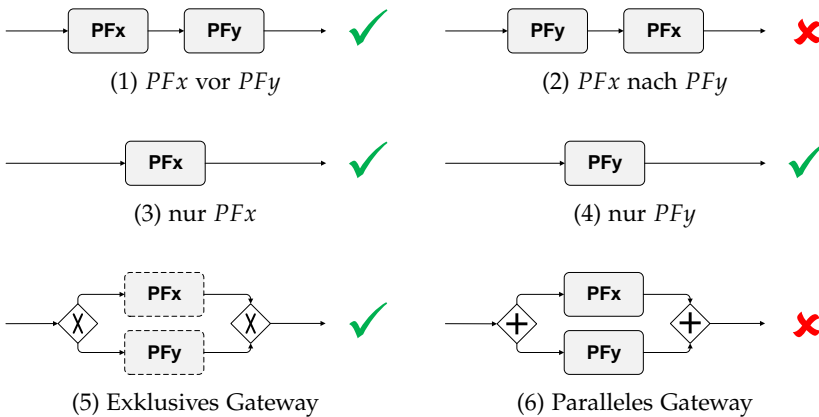 PFx PFy
(1) PFx vor PFy
PFy PFx
(2) PFx nach PFy
PFx
(3) nur PFx
PFy
(4) nur PFy
PFx
PFy
(5) Exklusives Gateway
PFx
PFy
(6) Paralleles Gateway